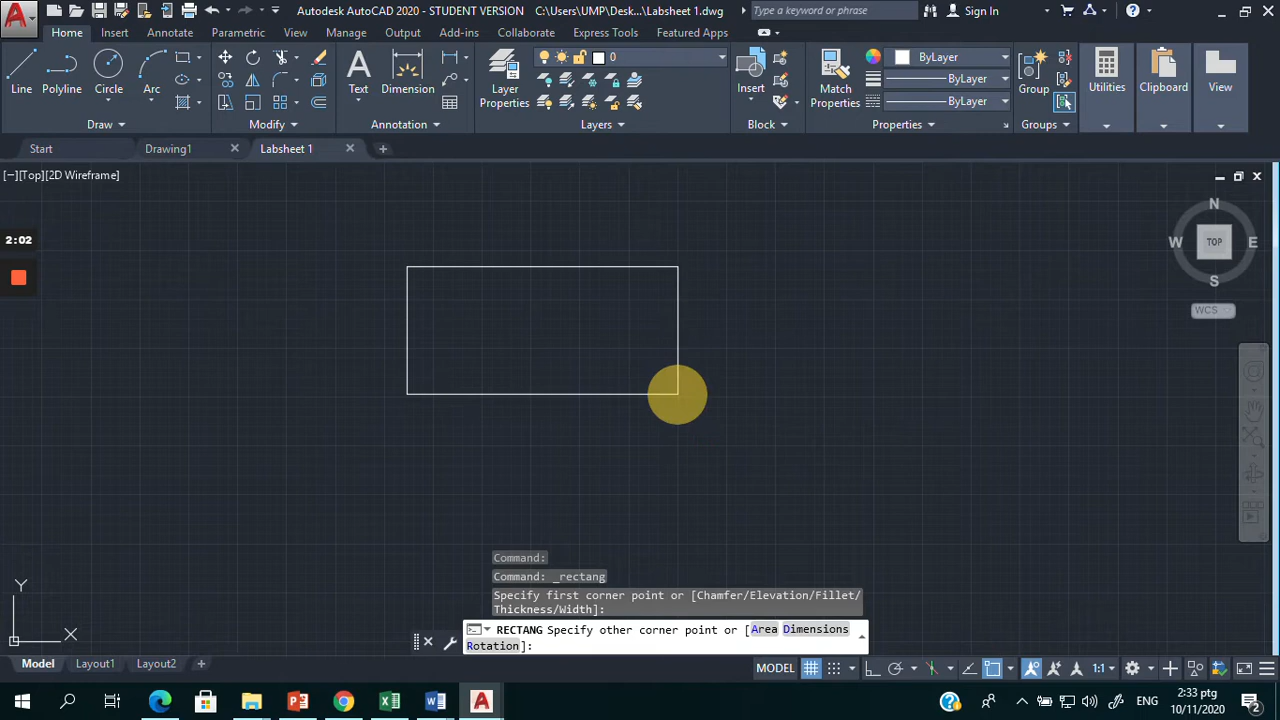 Autodesk AutoCAD 2020 - STUDENT VERSION
C:\Users\UMP\Desk...\Labsheet 1.dwg
Type a keyword or phrase
Sign In
Home
Insert
Annotate
Parametric
View
Manage
Output
Add-ins
Collaborate
Express Tools
Featured Apps
0
ByLayer
ByLayer
ByLayer
Line
Polyline
Circle
Arc
Text
Dimension
Layer
Properties
Insert
Match
Properties
Group
Utilities
Clipboard
View
Draw
Modify
Annotation
Layers
Block
Properties
Groups
Start
Drawing1
Labsheet 1
[−][Top][2D Wireframe]
N
W
TOP
E
S
WCS
2:02
Y
X
Command:
Command: _rectang
Specify first corner point or [Chamfer/Elevation/Fillet/
Thickness/Width]:
RECTANG Specify other corner point or [Area Dimensions
Rotation]:
Model
Layout1
Layout2
MODEL
1:1
ENG
2:33 ptg
10/11/2020
2